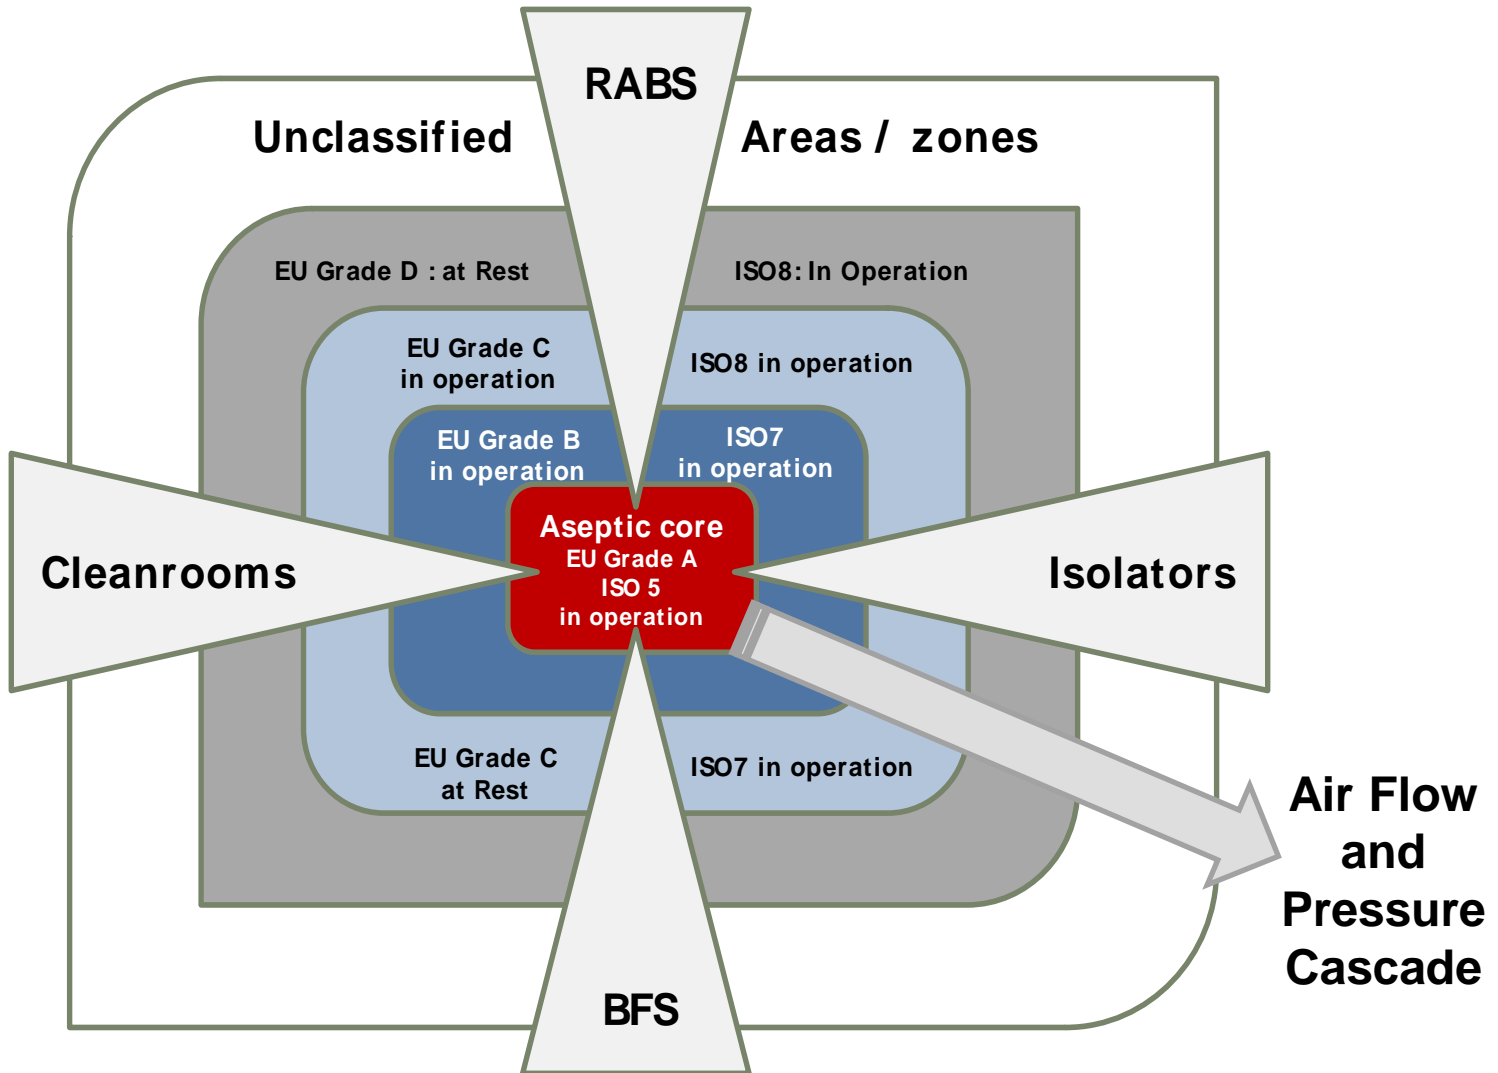 RABS
Unclassified
Areas / zones
EU Grade D : at Rest
ISO8: In Operation
EU Grade C
in operation
ISO8 in operation
EU Grade B
in operation
ISO7
in operation
Aseptic core
EU Grade A
ISO 5
in operation
Cleanrooms
Isolators
EU Grade C
at Rest
ISO7 in operation
Air Flow
and
Pressure
Cascade
BFS